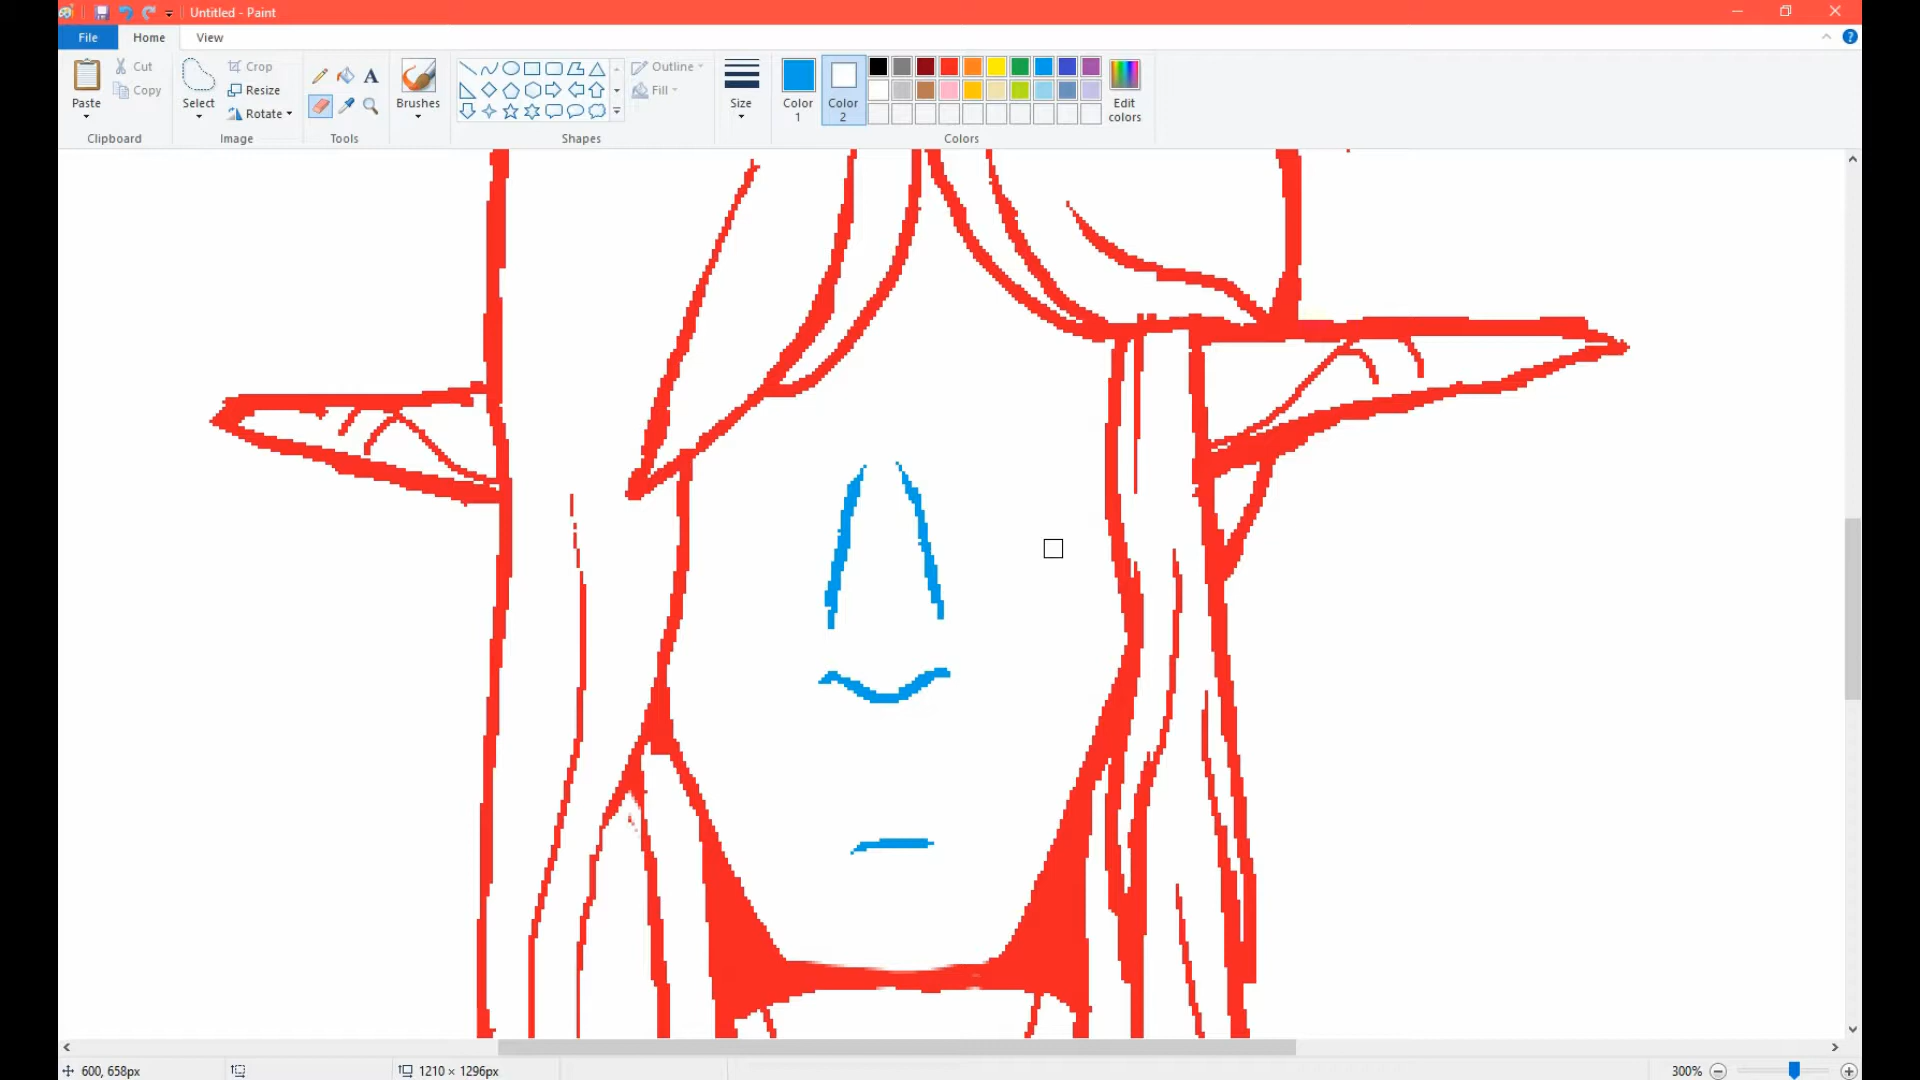 Untitled - Paint
File Home View
Paste Cut Copy Select Crop Resize Rotate A Brushes Outline Fill Size Color 1 Color 2 Edit colors
Clipboard Image Tools Shapes Colors
600, 658px 1210 × 1296px 300%